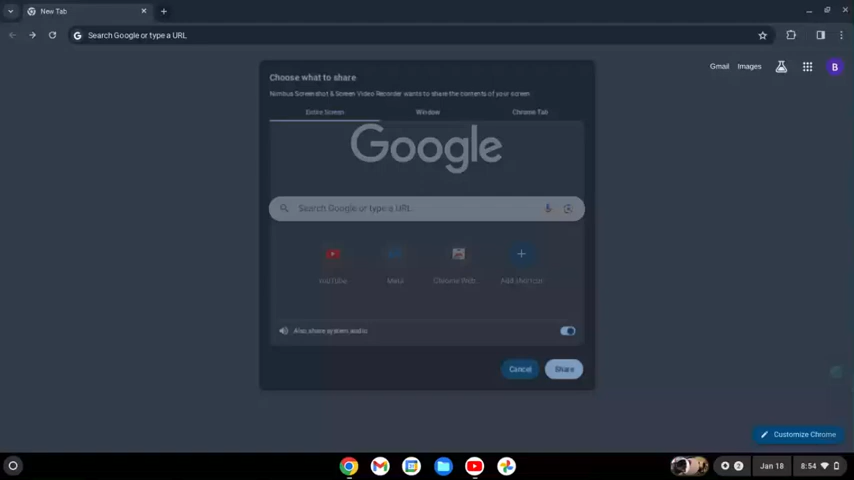 New Tab
Search Google or type a URL
Gmail
Images
B
Choose what to share
Nimbus Screenshot & Screen Video Recorder wants to share the contents of your screen
Entire Screen
Window
Chrome Tab
Google
Search Google or type a URL
YouTube
Chrome Web...
Add shortcut
Also share system audio
Cancel
Share
Customize Chrome
2
Jan 18
8:54